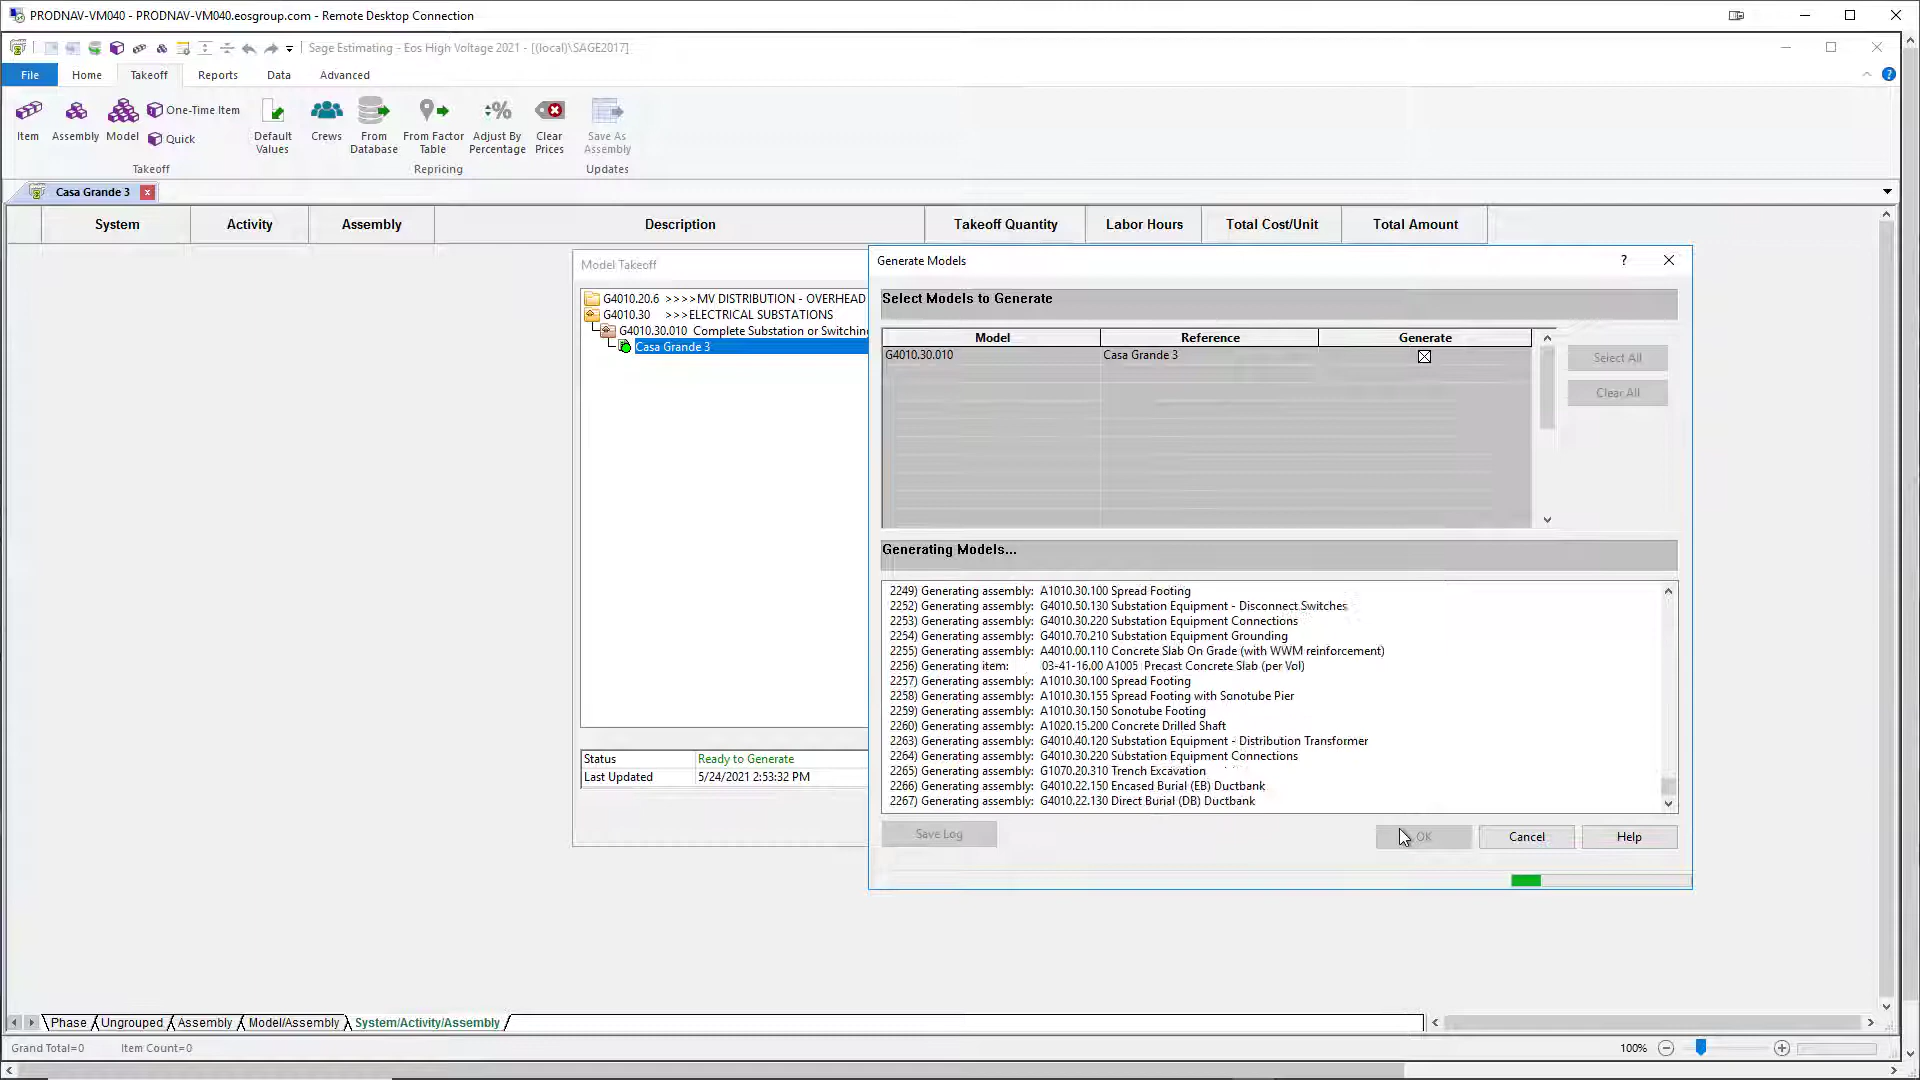 PRODNAV-VM040 - PRODNAV-VM040.eosgroup.com - Remote Desktop Connection
Sage Estimating - Eos High Voltage 2021 - [(local)\SAGE2017]
File Home Takeoff Reports Data Advanced
Item Assembly Model One-Time Item Quick Default Values Crews From Database From Factor Table Adjust By Percentage Clear Prices Save As Assembly
Takeoff Repricing Updates
Casa Grande 3
System Activity Assembly Description Takeoff Quantity Labor Hours Total Cost/Unit Total Amount
Model Takeoff
G4010.20.6 >>>>MV DISTRIBUTION - OVERHEAD
G4010.30 >>>ELECTRICAL SUBSTATIONS
G4010.30.010 Complete Substation or Switchin
Casa Grande 3
Status Ready to Generate
Last Updated 5/24/2021 2:53:32 PM
Generate Models ?
Select Models to Generate
Model Reference Generate
G4010.30.010 Casa Grande 3
Select All
Clear All
Generating Models...
2249) Generating assembly: A1010.30.100 Spread Footing
2252) Generating assembly: G4010.50.130 Substation Equipment - Disconnect Switches
2253) Generating assembly: G4010.30.220 Substation Equipment Connections
2254) Generating assembly: G4010.70.210 Substation Equipment Grounding
2255) Generating assembly: A4010.00.110 Concrete Slab On Grade (with WWM reinforcement)
2256) Generating item: 03-41-16.00 A1005 Precast Concrete Slab (per Vol)
2257) Generating assembly: A1010.30.100 Spread Footing
2258) Generating assembly: A1010.30.155 Spread Footing with Sonotube Pier
2259) Generating assembly: A1010.30.150 Sonotube Footing
2260) Generating assembly: A1020.15.200 Concrete Drilled Shaft
2263) Generating assembly: G4010.40.120 Substation Equipment - Distribution Transformer
2264) Generating assembly: G4010.30.220 Substation Equipment Connections
2265) Generating assembly: G1070.20.310 Trench Excavation
2266) Generating assembly: G4010.22.150 Encased Burial (EB) Ductbank
2267) Generating assembly: G4010.22.130 Direct Burial (DB) Ductbank
Save Log OK Cancel Help
Phase Ungrouped Assembly Model/Assembly System/Activity/Assembly
Grand Total=0 Item Count=0 100%